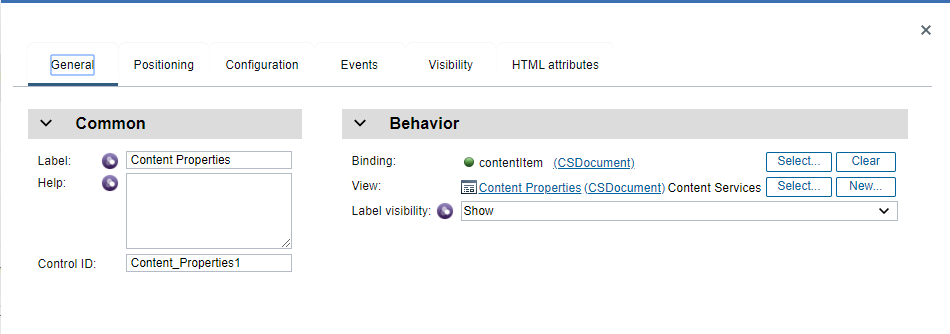 General Positioning Configuration Events Visibility HTML attributes
Common
Label: Content Properties
Help:
Control ID: Content_Properties1
Behavior
Binding: contentItem (CSDocument) Select... Clear
View: Content Properties (CSDocument) Content Services Select... New...
Label visibility: Show